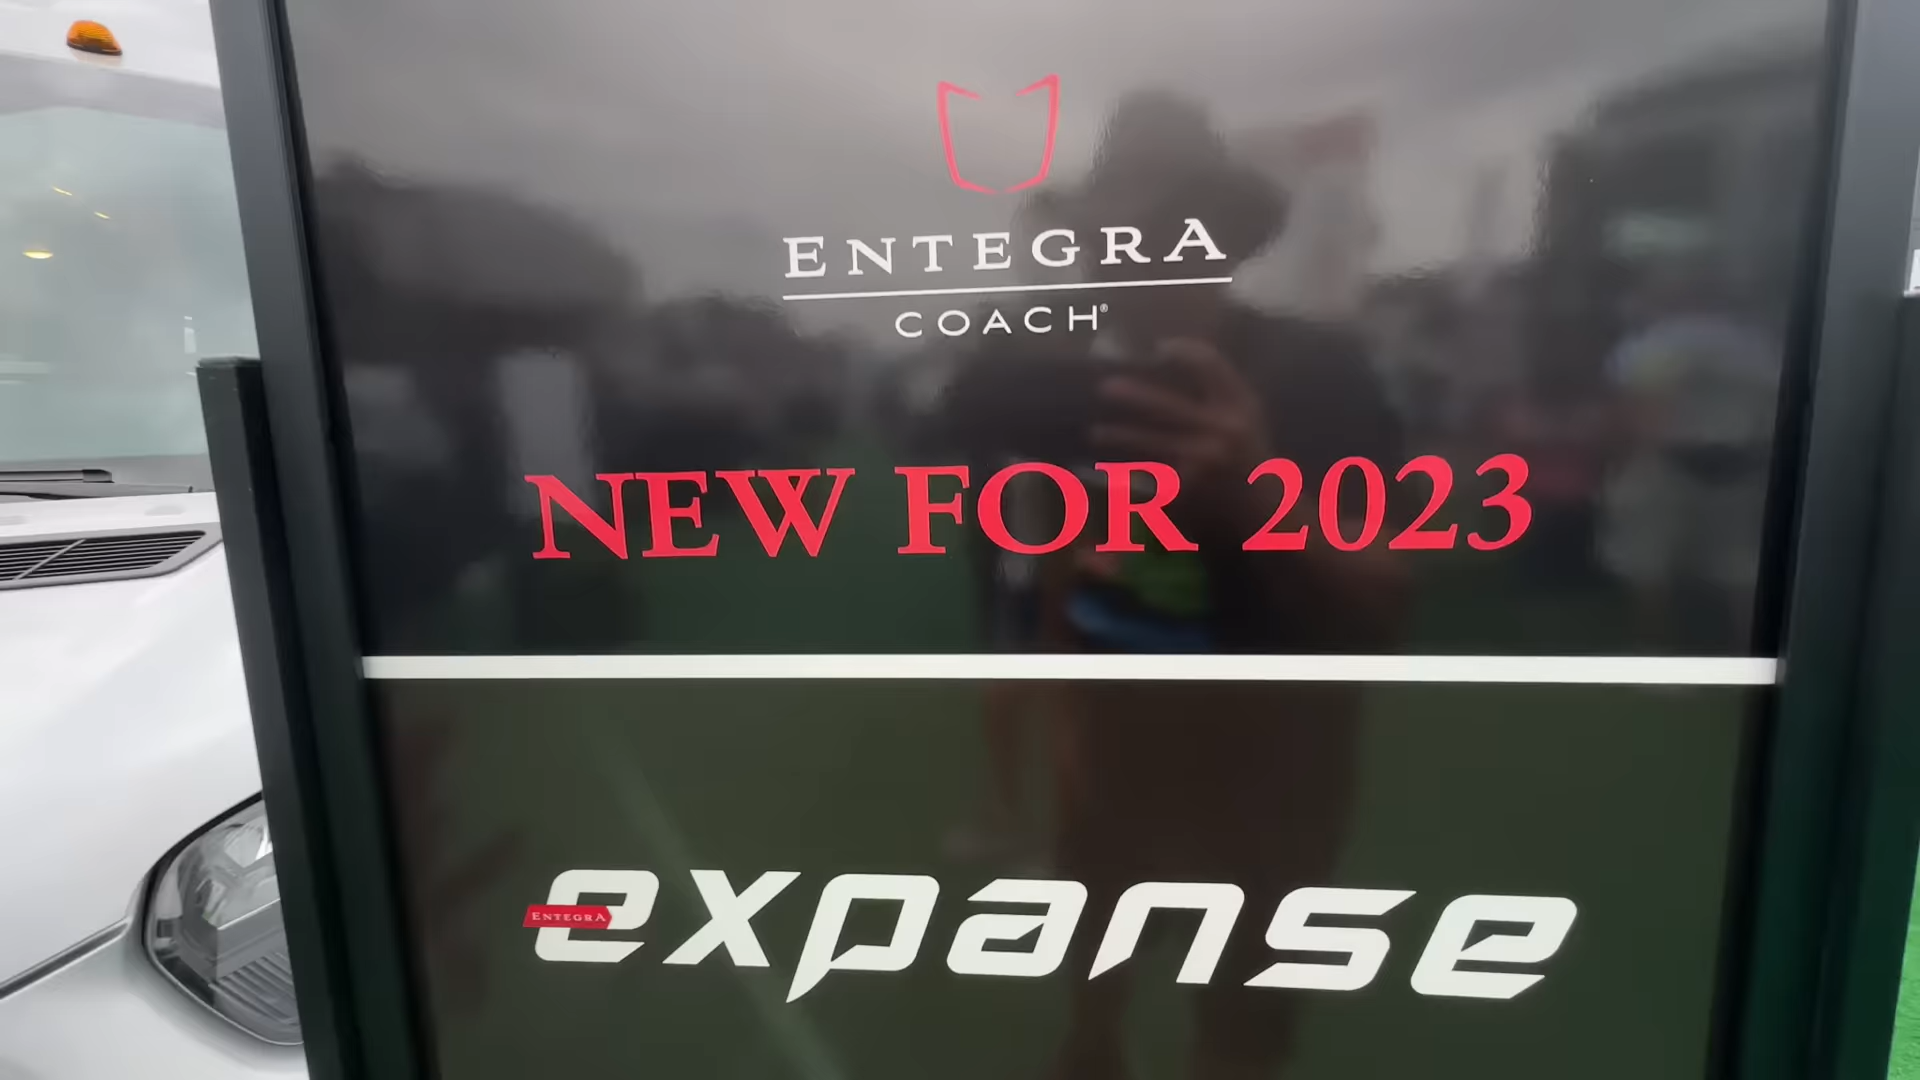 ENTEGRA
COACH®
NEW FOR 2023
ENTEGRA
expanse